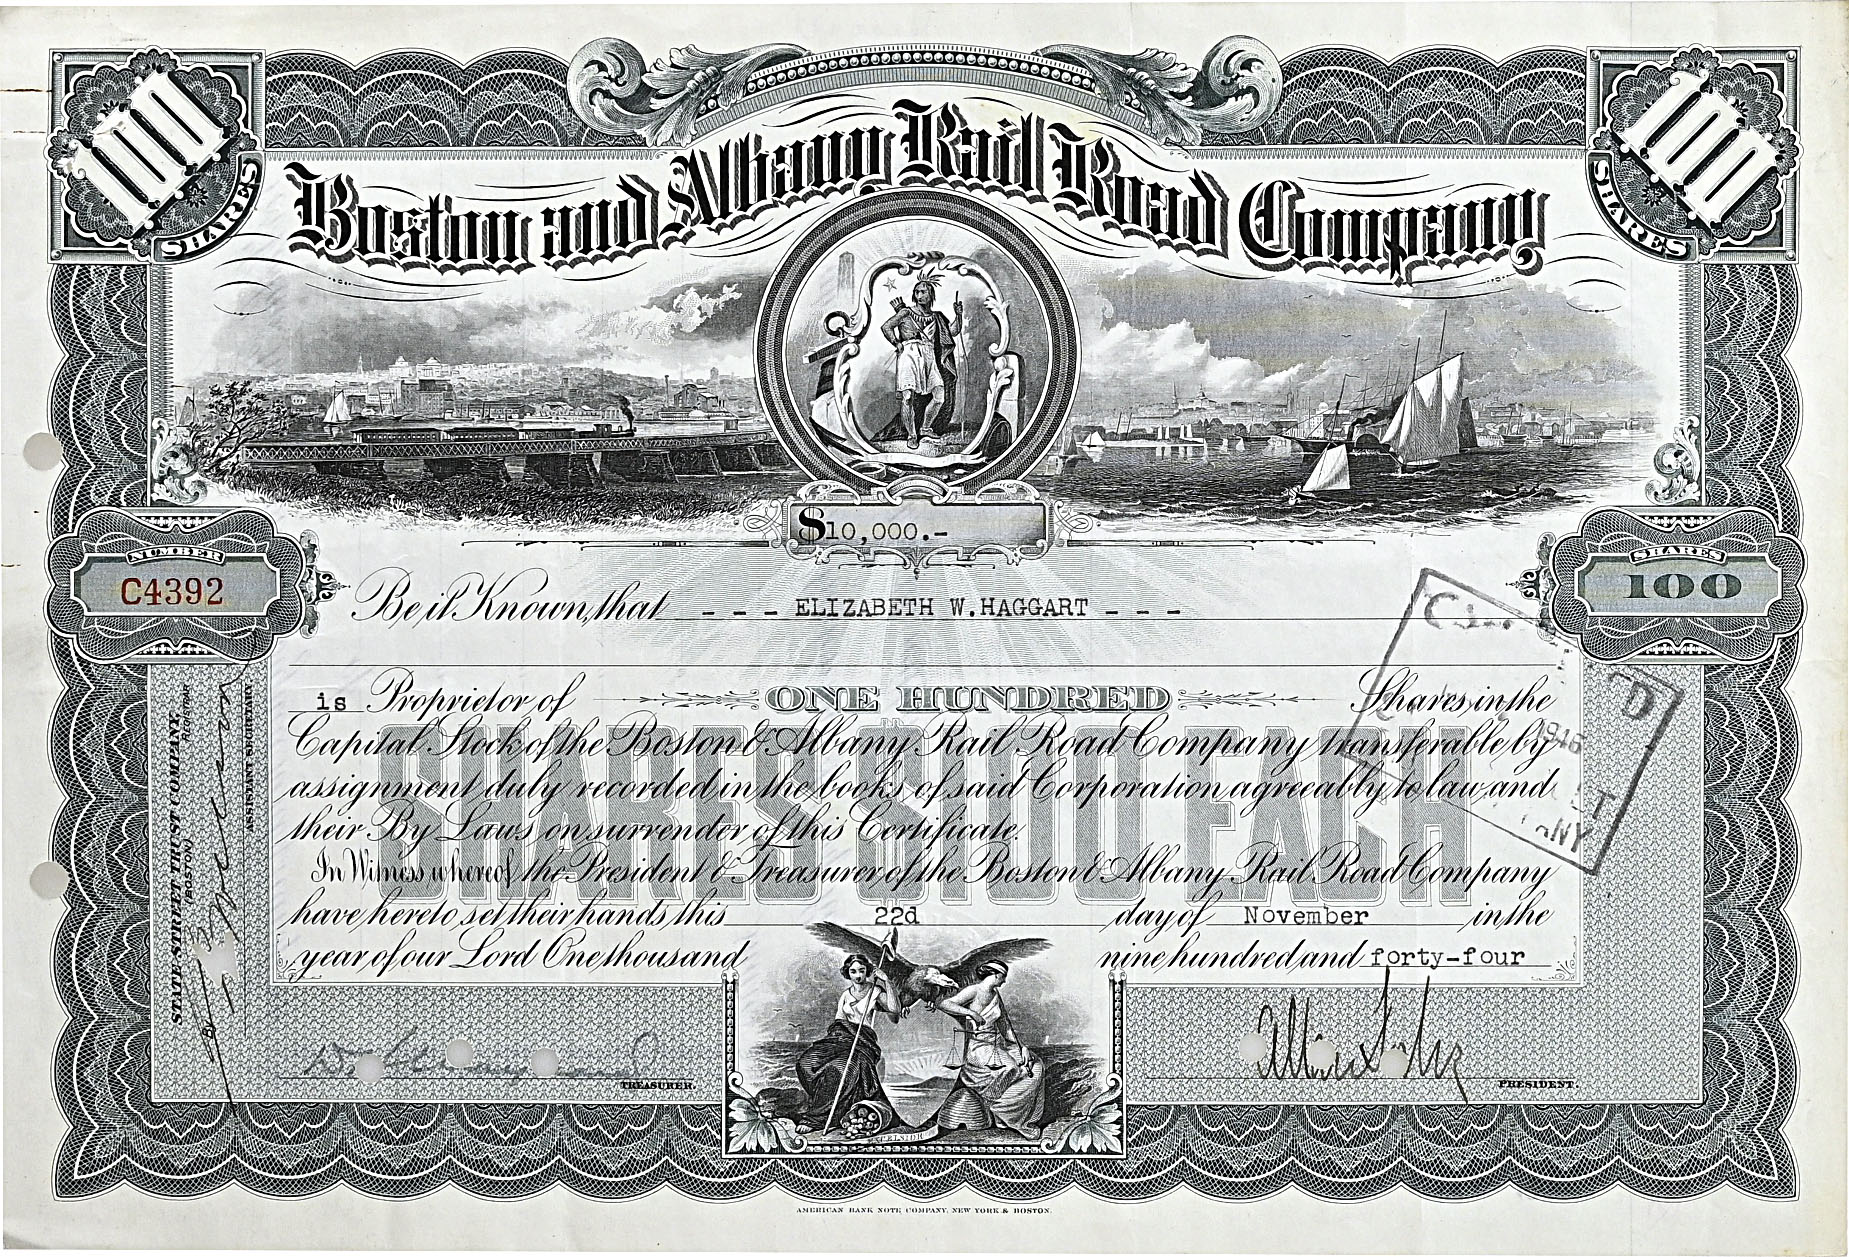 100 SHARES
100 SHARES
Boston and Albany Rail Road Company
$10,000.-
NUMBER
C4392
SHARES
100
Be it Known, that - - - ELIZABETH W. HAGGART - - -
is Proprietor of ONE HUNDRED Shares in the
Capital Stock of the Boston & Albany Rail Road Company transferable by
assignment duly recorded in the books of said Corporation agreeably to law and
their By Laws on surrender of this Certificate.
In Witness whereof the President & Treasurer of the Boston & Albany Rail Road Company
have hereto set their hands this 22d day of November in the
year of our Lord One thousand nine hundred and forty-four
SHARES $100 EACH
STATE STREET TRUST COMPANY
(BOSTON) REGISTRAR
BY
ASSISTANT SECRETARY
1946
TREASURER.
PRESIDENT.
EXCELSIOR
AMERICAN BANK NOTE COMPANY, NEW YORK & BOSTON.